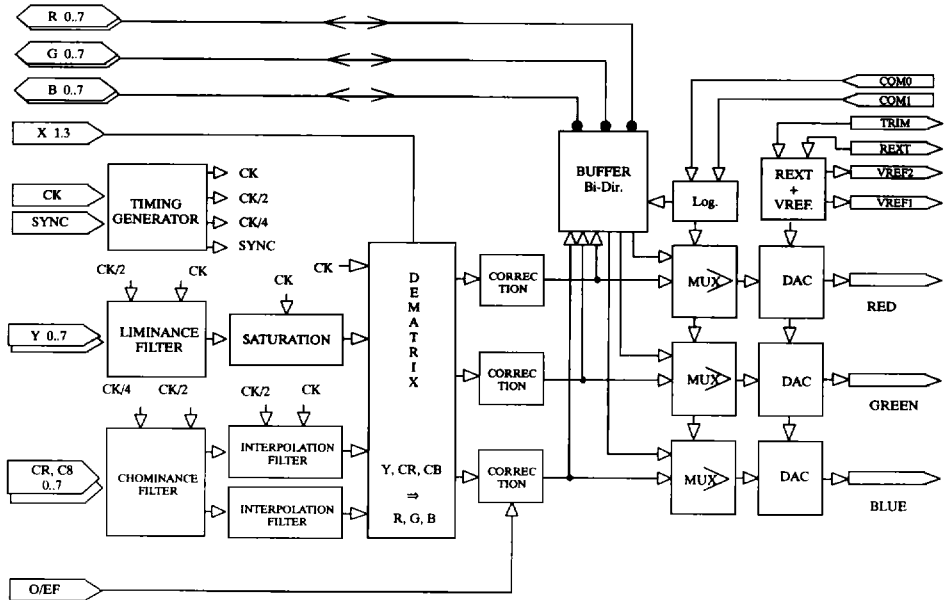 R 0..7
G 0..7
B 0..7
X 1.3
CK
SYNC
TIMING
GENERATOR
CK
CK/2
CK/4
SYNC
BUFFER
Bi-Dir.
Log.
REXT
+
VREF.
COM0
COM1
TRIM
REXT
VREF2
VREF1
CK/2 CK
Y 0..7
LIMINANCE
FILTER
CK
SATURATION
CK
DEMATRIX
Y, CR, CB
⇒
R, G, B
CORREC
TION
MUX
DAC
RED
CORREC
TION
MUX
DAC
GREEN
CK/4 CK/2
CR, C8
0..7
CHOMINANCE
FILTER
CK/2 CK
INTERPOLATION
FILTER
INTERPOLATION
FILTER
CORREC
TION
MUX
DAC
BLUE
O/EF